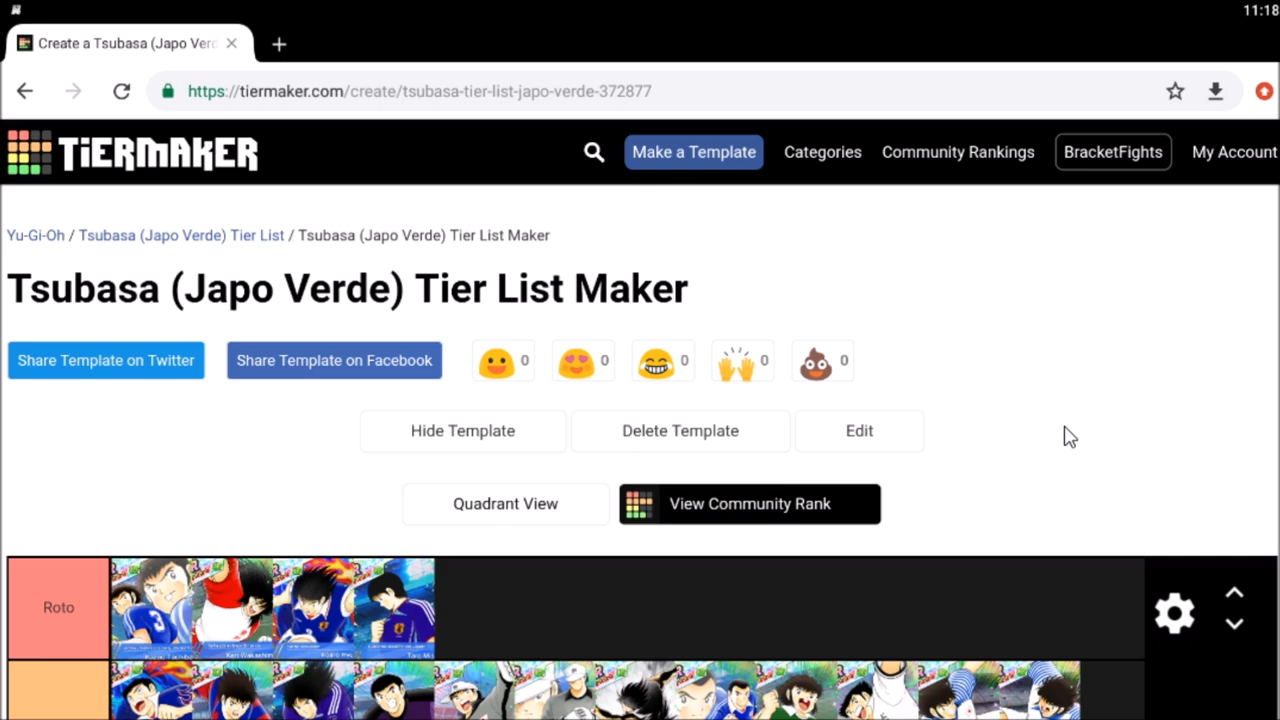 11:18
Create a Tsubasa (Japo Verd
https://tiermaker.com/create/tsubasa-tier-list-japo-verde-372877
TiERMAKER
Make a Template
Categories
Community Rankings
BracketFights
My Account
Yu-Gi-Oh / Tsubasa (Japo Verde) Tier List / Tsubasa (Japo Verde) Tier List Maker
Tsubasa (Japo Verde) Tier List Maker
Share Template on Twitter
Share Template on Facebook
0
0
0
0
0
Hide Template
Delete Template
Edit
Quadrant View
View Community Rank
Roto
3